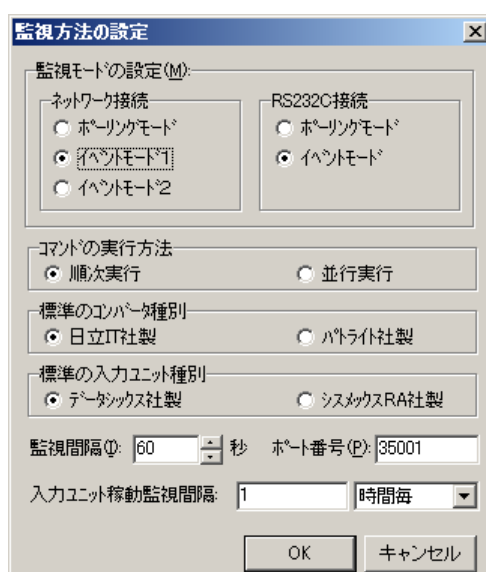 監視方法の設定
監視ﾓｰﾄﾞの設定(M):
ﾈｯﾄﾜｰｸ接続
RS232C接続
ﾎﾟｰﾘﾝｸﾞﾓｰﾄﾞ
ﾎﾟｰﾘﾝｸﾞﾓｰﾄﾞ
ｲﾍﾞﾝﾄﾓｰﾄﾞ1
ｲﾍﾞﾝﾄﾓｰﾄﾞ
ｲﾍﾞﾝﾄﾓｰﾄﾞ2
ｺﾏﾝﾄﾞの実行方法
順次実行
並行実行
標準のｺﾝﾊﾞｰﾀ種別
日立IT社製
ﾊﾟﾄﾗｲﾄ社製
標準の入力ﾕﾆｯﾄ種別
ﾃﾞｰﾀｼｯｸｽ社製
ｼｽﾒｯｸｽRA社製
監視間隔(I): 60 秒 ﾎﾟｰﾄ番号(P): 35001
入力ﾕﾆｯﾄ稼動監視間隔: 1 時間毎
OK キャンセル